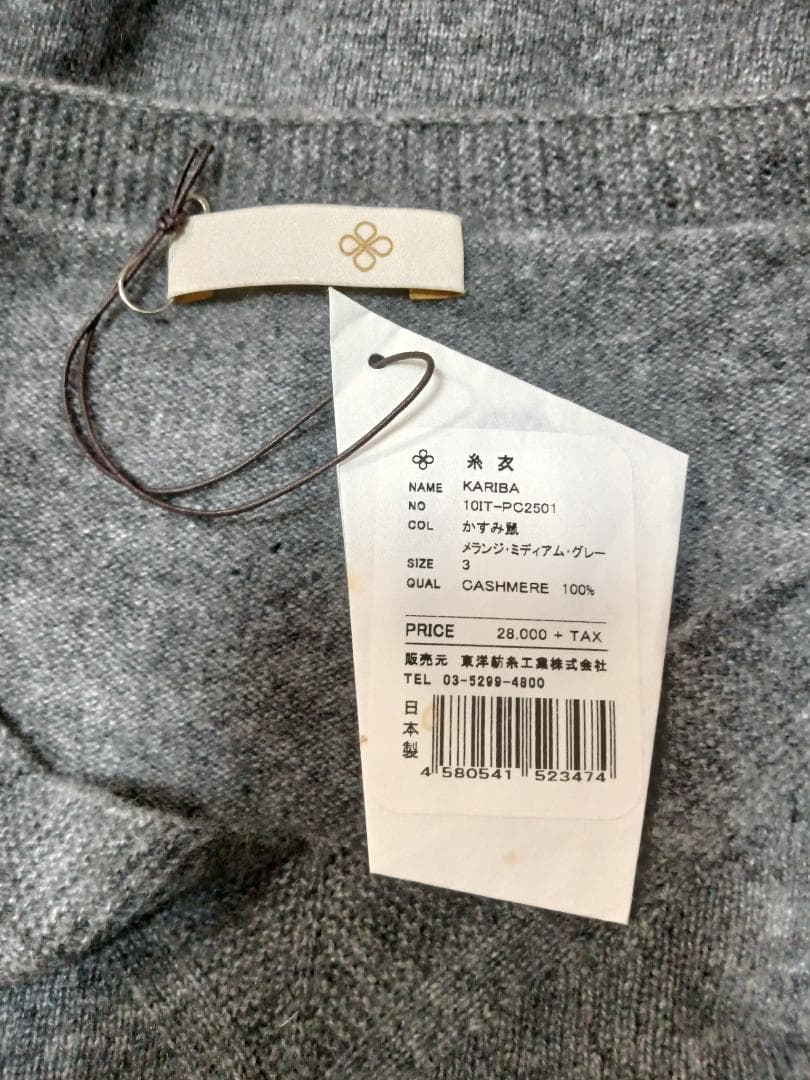 糸衣
NAME KARIBA
NO 10IT-PC2501
COL かすみ鼠
メランジ・ミディアム・グレー
SIZE 3
QUAL CASHMERE 100%
PRICE 28,000 + TAX
販売元 東洋紡糸工業株式会社
TEL 03-5299-4800
日本製
4 580541 523474